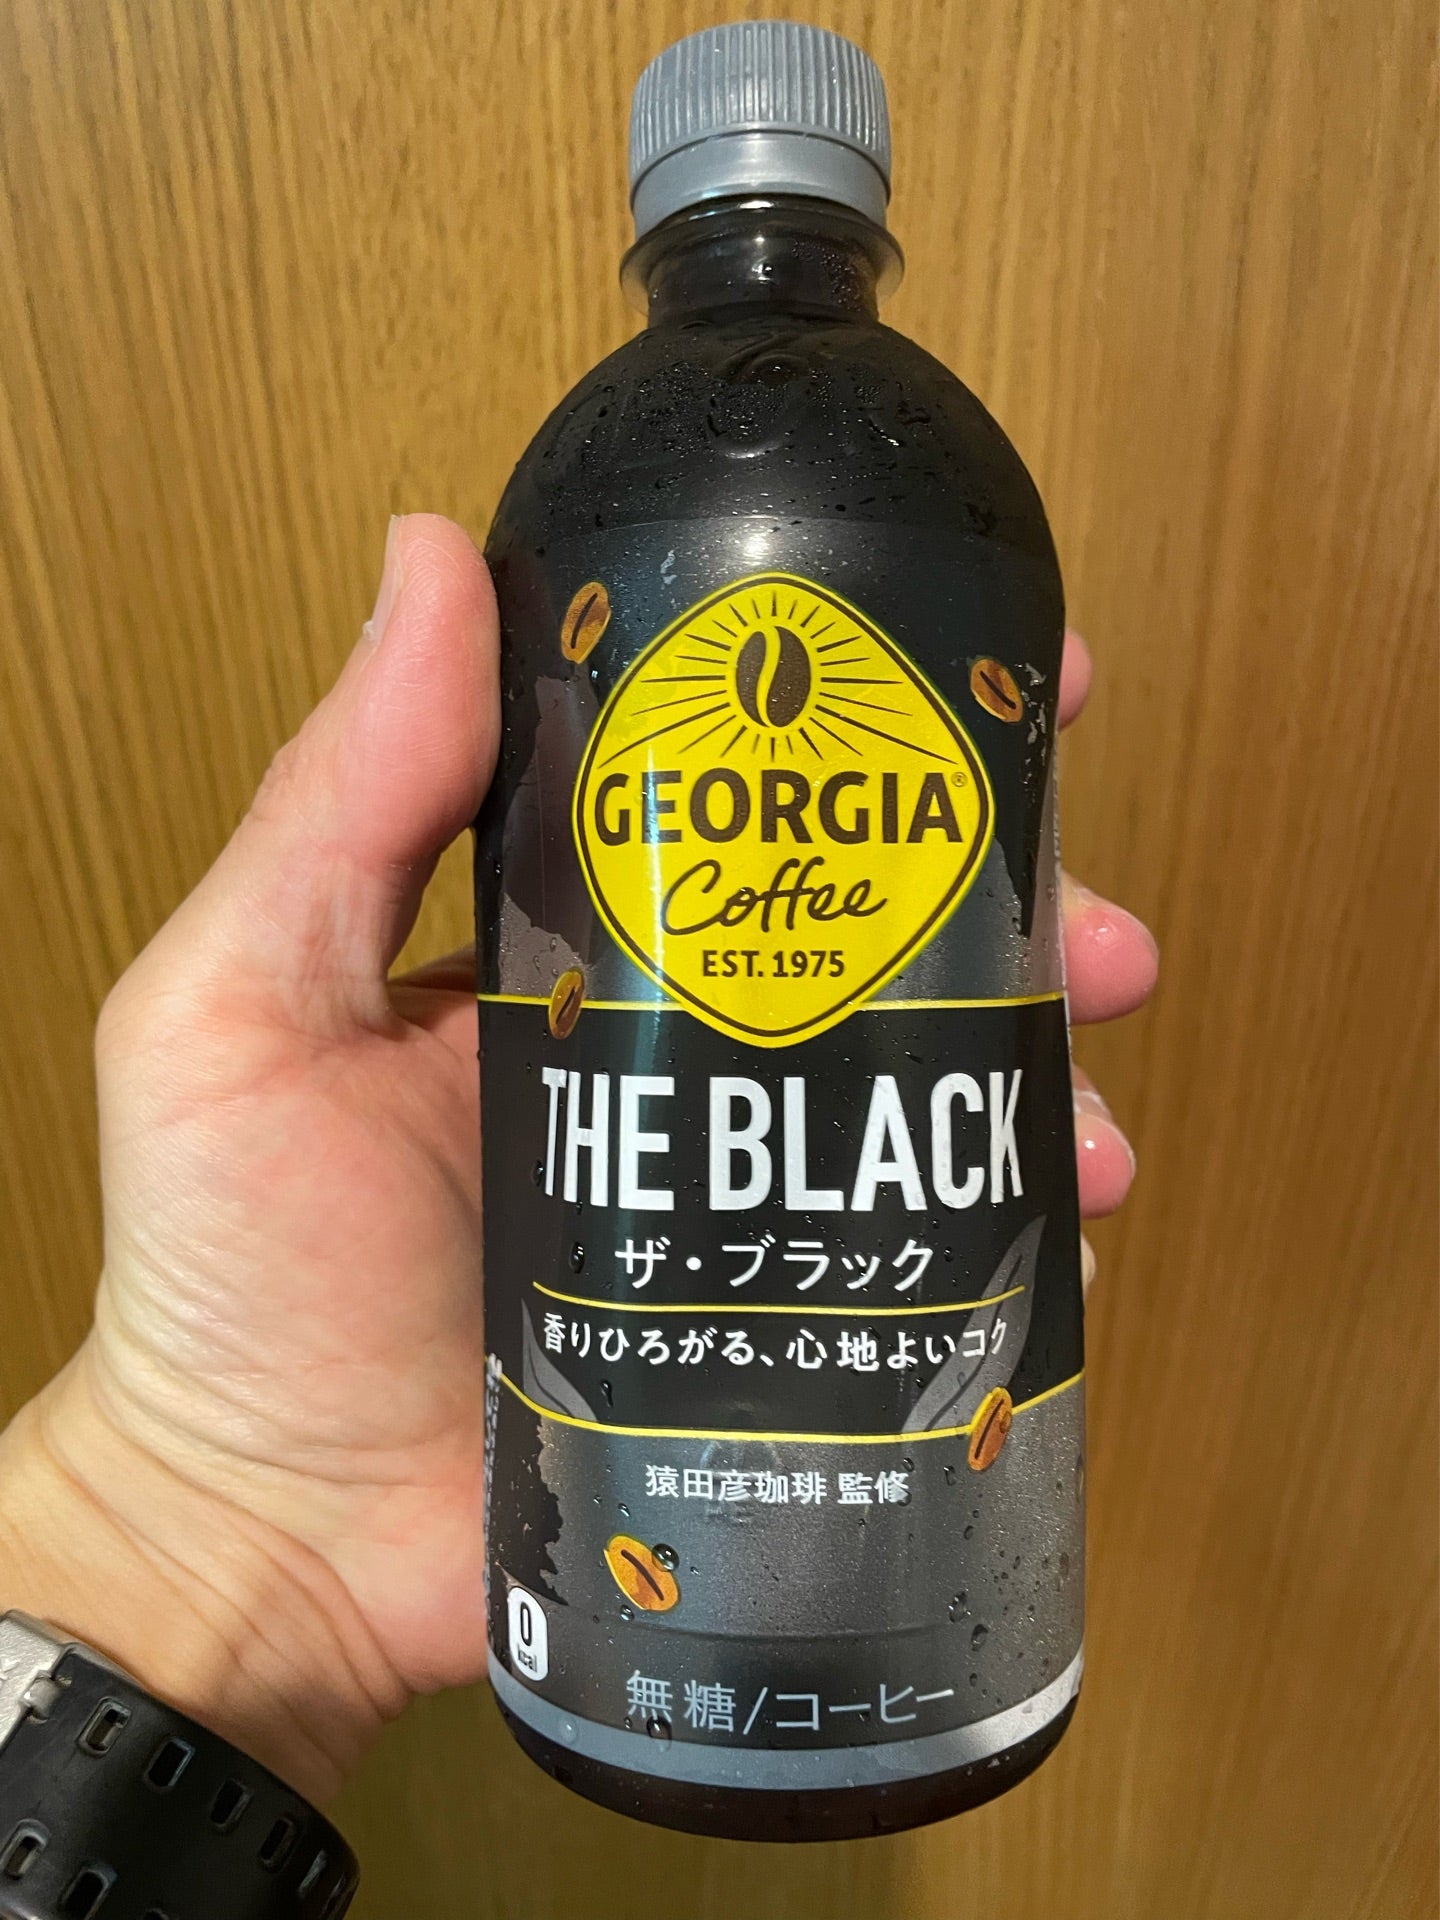 GEORGIA®
Coffee
EST. 1975
THE BLACK
ザ・ブラック
香りひろがる、心地よいコク
猿田彦珈琲 監修
0
kcal
無糖/コーヒー